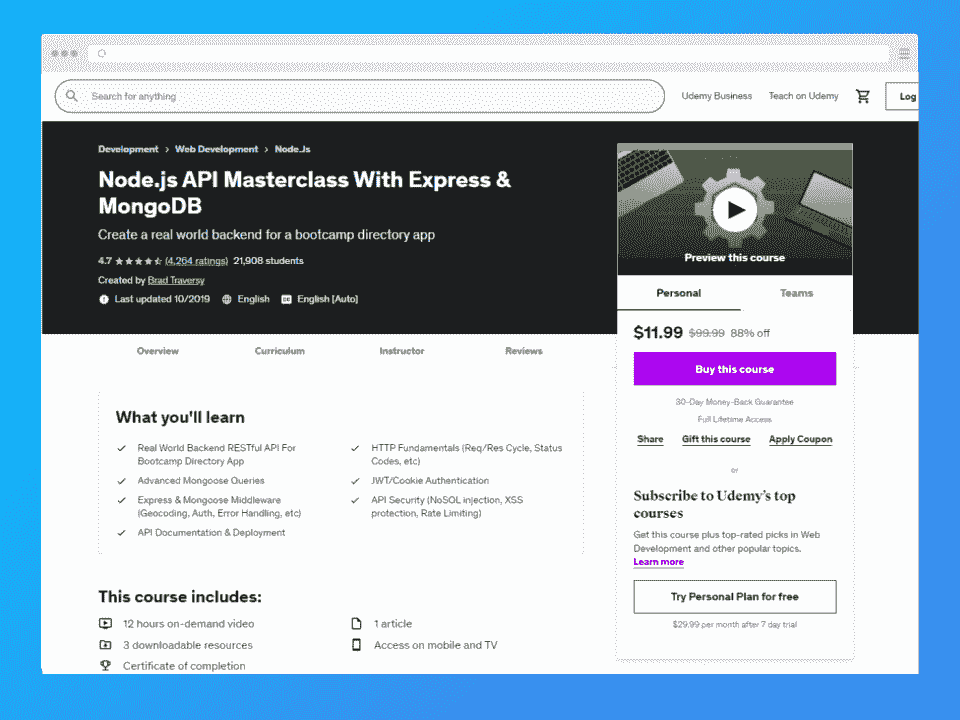 Search for anything
Udemy Business
Teach on Udemy
Log
Development > Web Development > Node.Js
Node.js API Masterclass With Express &
MongoDB
Create a real world backend for a bootcamp directory app
4.7 (4,264 ratings) 21,908 students
Created by Brad Traversy
Last updated 10/2019 English English [Auto]
Preview this course
Personal
Teams
$11.99 $99.99 88% off
Buy this course
30-Day Money-Back Guarantee
Full Lifetime Access
Share
Gift this course
Apply Coupon
or
Subscribe to Udemy's top
courses
Get this course plus top-rated picks in Web
Development and other popular topics.
Learn more
Try Personal Plan for free
$29.99 per month after 7 day trial
Overview
Curriculum
Instructor
Reviews
What you'll learn
Real World Backend RESTful API For
Bootcamp Directory App
Advanced Mongoose Queries
Express & Mongoose Middleware
(Geocoding, Auth, Error Handling, etc)
API Documentation & Deployment
HTTP Fundamentals (Req/Res Cycle, Status
Codes, etc)
JWT/Cookie Authentication
API Security (NoSQL injection, XSS
protection, Rate Limiting)
This course includes:
12 hours on-demand video
3 downloadable resources
Certificate of completion
1 article
Access on mobile and TV